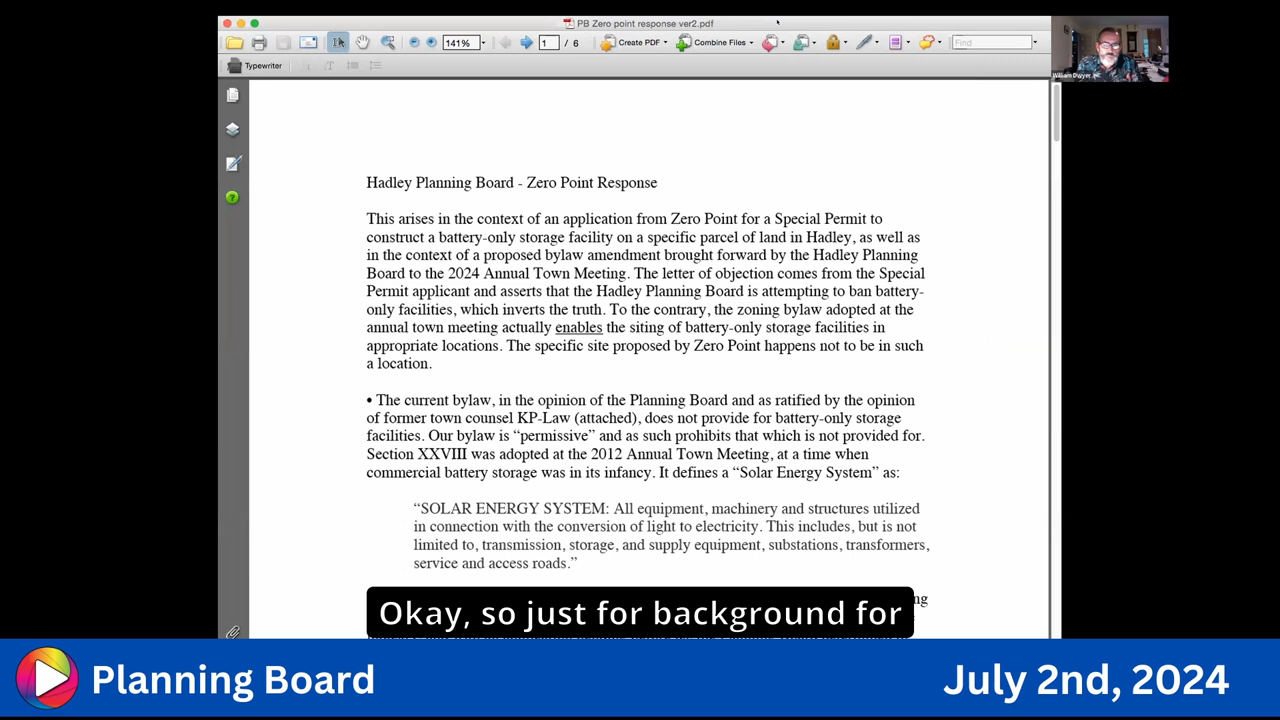 PB Zero point response ver2.pdf
141%
1 / 6
Create PDF
Combine Files
Find
Typewriter
William Dwyer
Hadley Planning Board - Zero Point Response
This arises in the context of an application from Zero Point for a Special Permit to
construct a battery-only storage facility on a specific parcel of land in Hadley, as well as
in the context of a proposed bylaw amendment brought forward by the Hadley Planning
Board to the 2024 Annual Town Meeting. The letter of objection comes from the Special
Permit applicant and asserts that the Hadley Planning Board is attempting to ban battery-
only facilities, which inverts the truth. To the contrary, the zoning bylaw adopted at the
annual town meeting actually enables the siting of battery-only storage facilities in
appropriate locations. The specific site proposed by Zero Point happens not to be in such
a location.
• The current bylaw, in the opinion of the Planning Board and as ratified by the opinion
of former town counsel KP-Law (attached), does not provide for battery-only storage
facilities. Our bylaw is “permissive” and as such prohibits that which is not provided for.
Section XXVIII was adopted at the 2012 Annual Town Meeting, at a time when
commercial battery storage was in its infancy. It defines a “Solar Energy System” as:
“SOLAR ENERGY SYSTEM: All equipment, machinery and structures utilized
in connection with the conversion of light to electricity. This includes, but is not
limited to, transmission, storage, and supply equipment, substations, transformers,
service and access roads.”
Okay, so just for background for
Planning Board
July 2nd, 2024